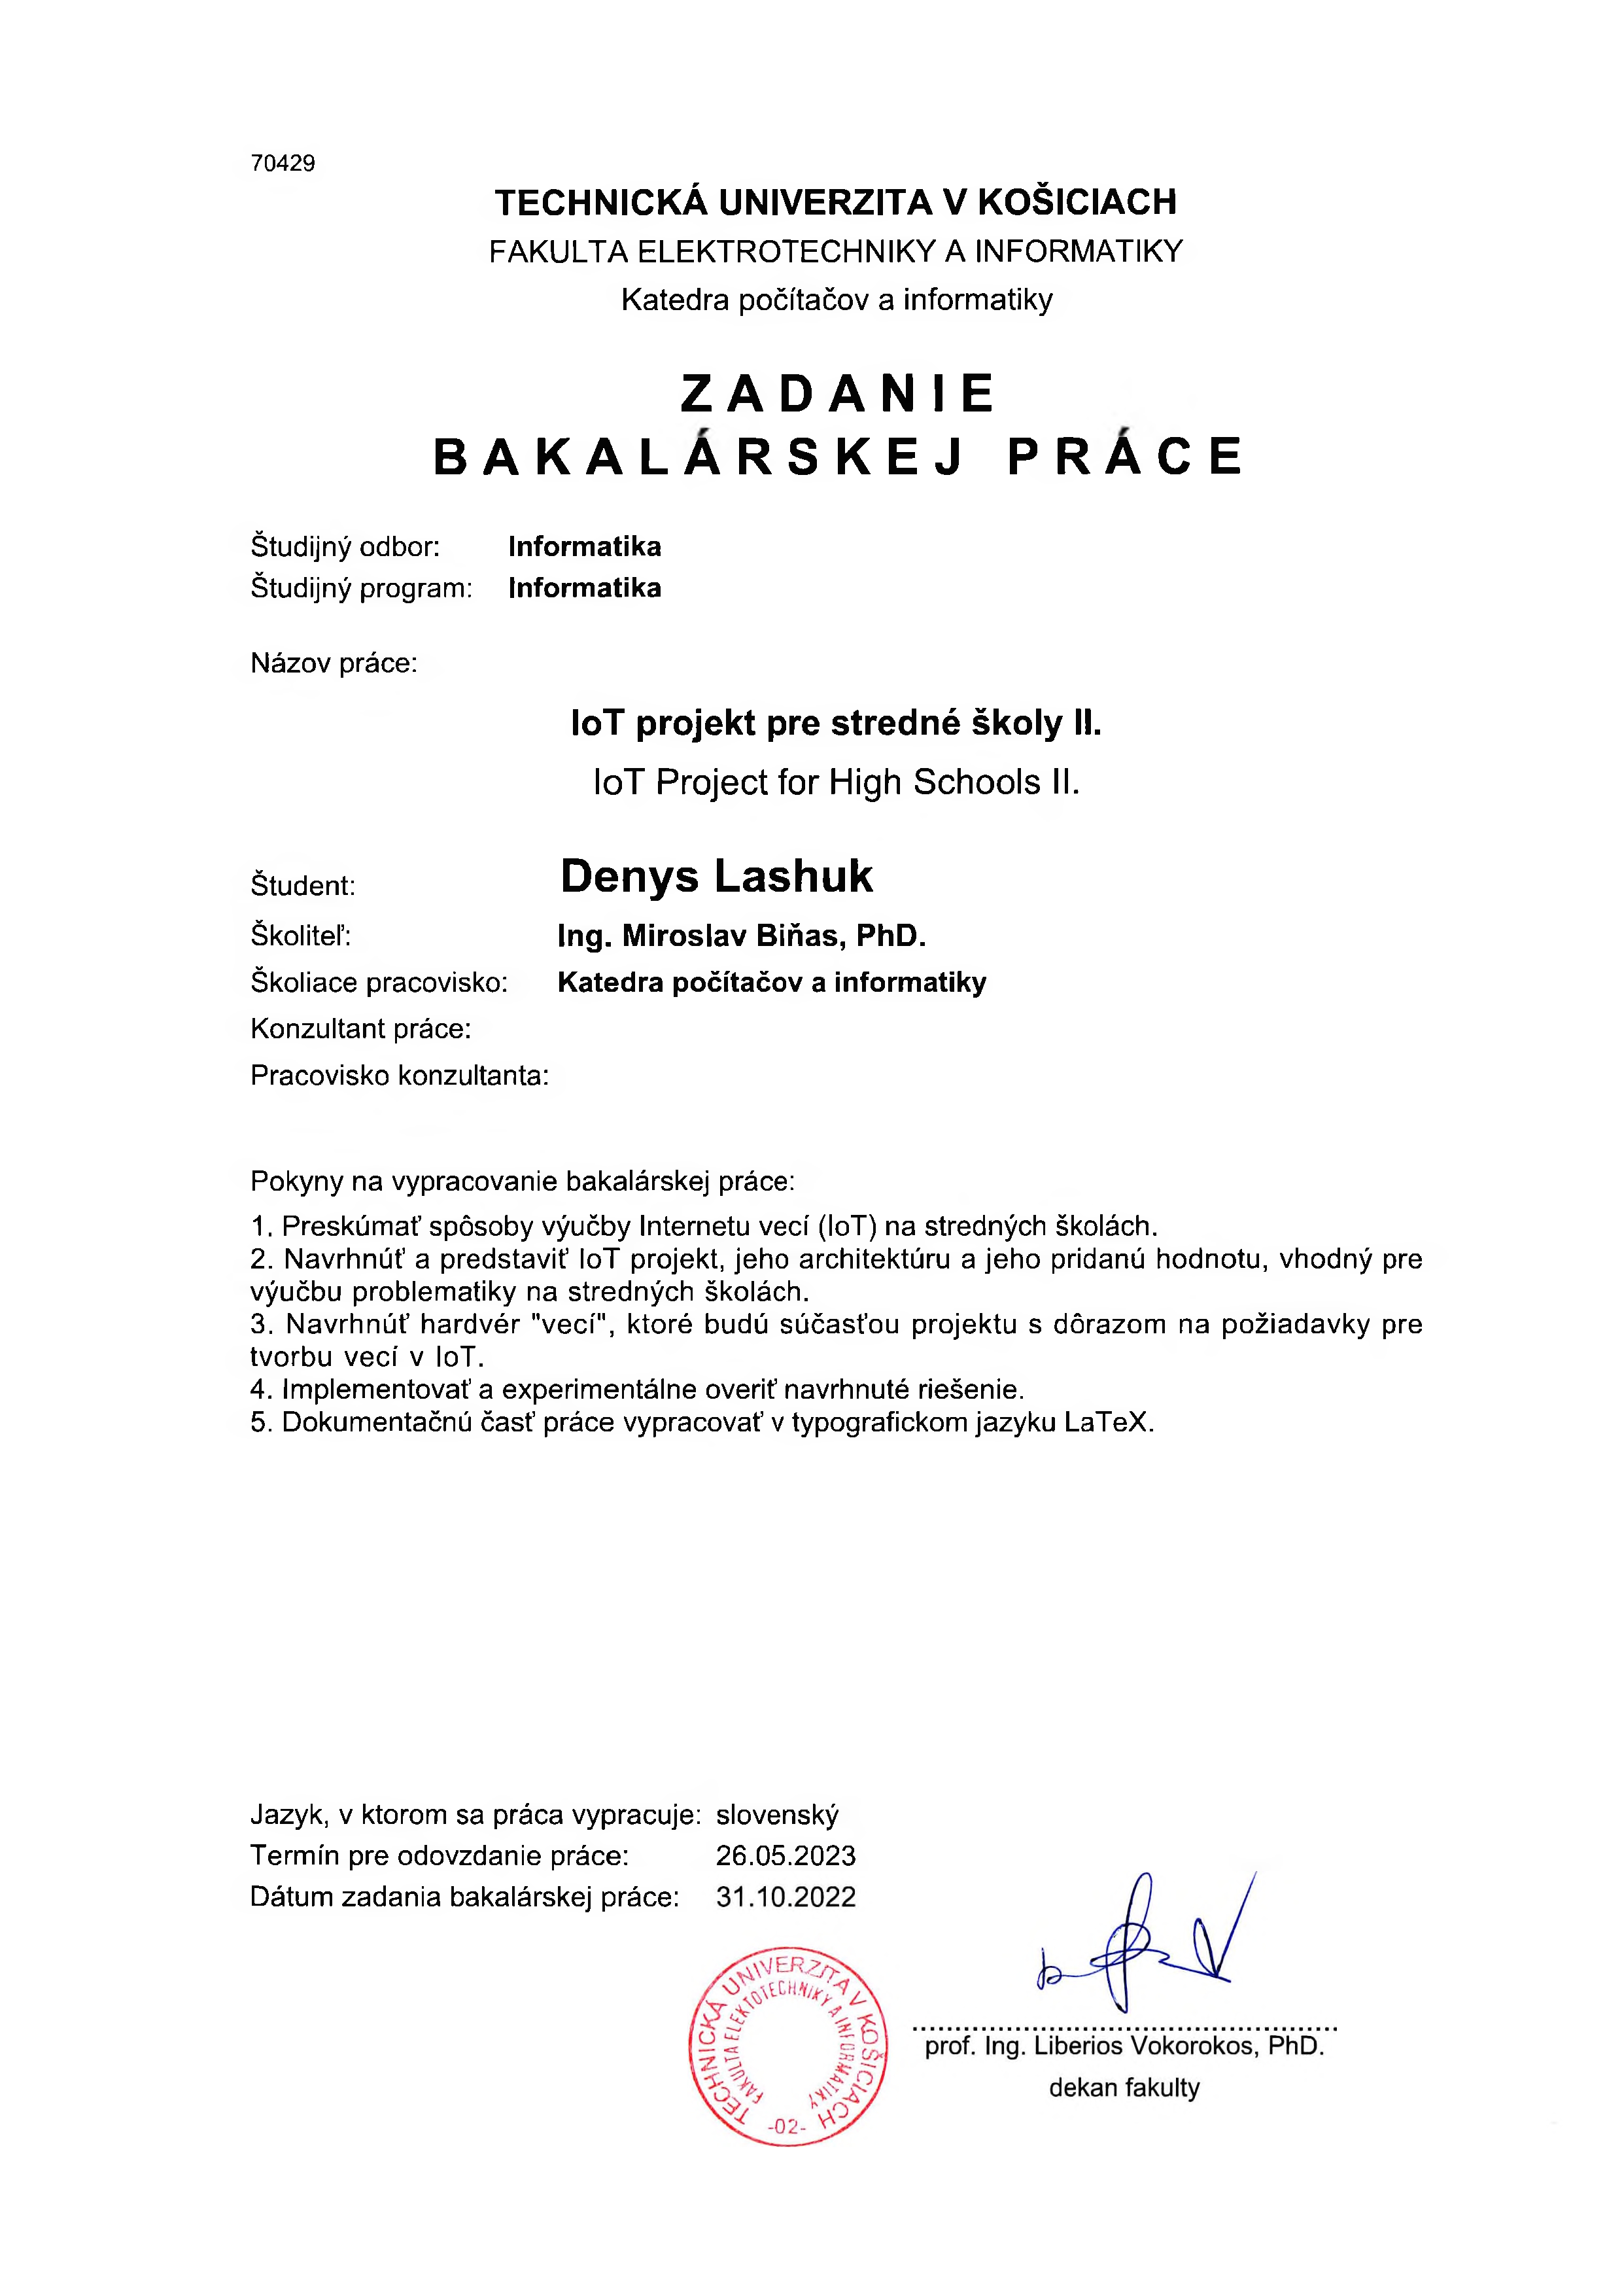 70429
TECHNICKÁ UNIVERZITA V KOŠICIACH
FAKULTA ELEKTROTECHNIKY A INFORMATIKY
Katedra počítačov a informatiky
ZADANIE
BAKALÁRSKEJ PRÁCE
Študijný odbor: Informatika
Študijný program: Informatika
Názov práce:
IoT projekt pre stredné školy II.
IoT Project for High Schools II.
Študent: Denys Lashuk
Školiteľ: Ing. Miroslav Biňas, PhD.
Školiace pracovisko: Katedra počítačov a informatiky
Konzultant práce:
Pracovisko konzultanta:
Pokyny na vypracovanie bakalárskej práce:
1. Preskúmať spôsoby výučby Internetu vecí (IoT) na stredných školách.
2. Navrhnúť a predstaviť IoT projekt, jeho architektúru a jeho pridanú hodnotu, vhodný pre
výučbu problematiky na stredných školách.
3. Navrhnúť hardvér "vecí", ktoré budú súčasťou projektu s dôrazom na požiadavky pre
tvorbu vecí v IoT.
4. Implementovať a experimentálne overiť navrhnuté riešenie.
5. Dokumentačnú časť práce vypracovať v typografickom jazyku LaTeX.
Jazyk, v ktorom sa práca vypracuje: slovenský
Termín pre odovzdanie práce: 26.05.2023
Dátum zadania bakalárskej práce: 31.10.2022
TECHNICKÁ UNIVERZITA V KOŠICIACH
FAKULTA ELEKTOTECHNIKY A INFORMATIKY
-02-
prof. Ing. Liberios Vokorokos, PhD.
dekan fakulty